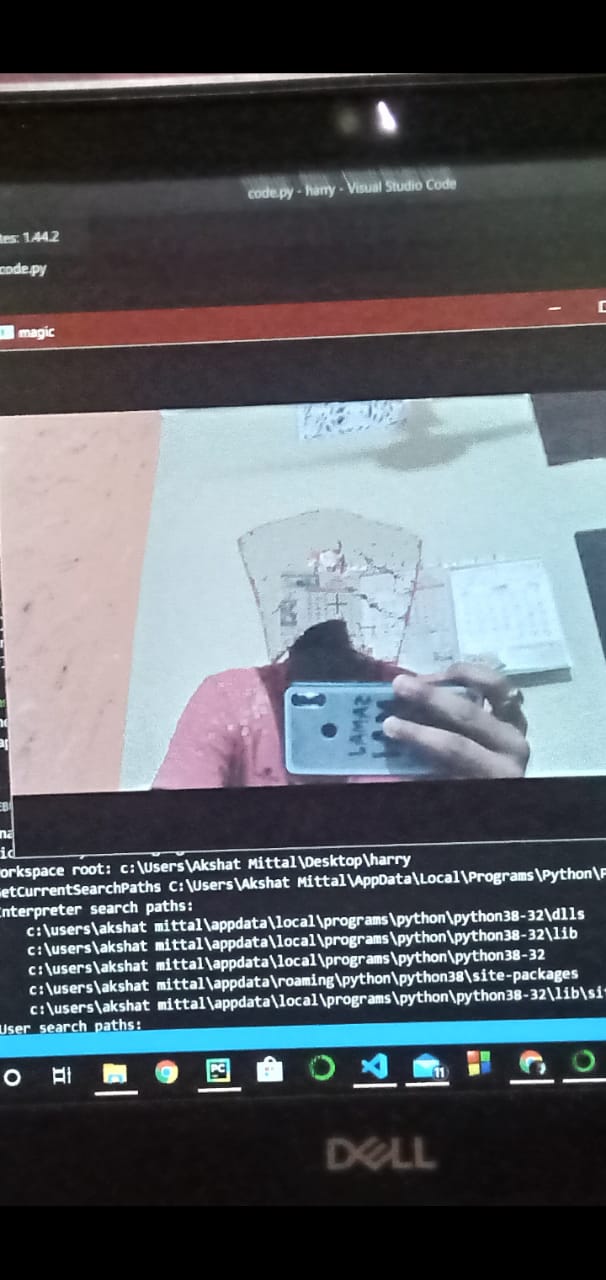 code.py - harry - Visual Studio Code
tes: 1.44.2
code.py
magic
orkspace root: c:\Users\Akshat Mittal\Desktop\harry
etCurrentSearchPaths C:\Users\Akshat Mittal\AppData\Local\Programs\Python\P
nterpreter search paths:
c:\users\akshat mittal\appdata\local\programs\python\python38-32\dlls
c:\users\akshat mittal\appdata\local\programs\python\python38-32\lib
c:\users\akshat mittal\appdata\local\programs\python\python38-32
c:\users\akshat mittal\appdata\roaming\python\python38\site-packages
c:\users\akshat mittal\appdata\local\programs\python\python38-32\lib\sit
User search paths:
PC
11
DELL